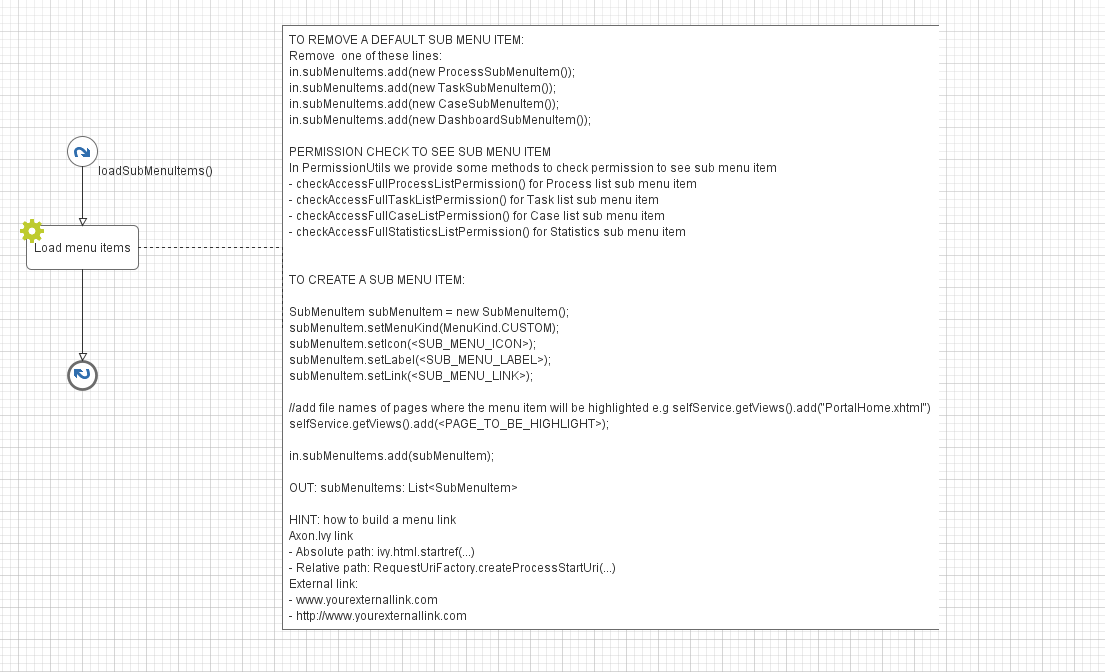 TO REMOVE A DEFAULT SUB MENU ITEM:
Remove  one of these lines:
in.subMenuItems.add(new ProcessSubMenuItem());
in.subMenuItems.add(new TaskSubMenuItem());
in.subMenuItems.add(new CaseSubMenuItem());
in.subMenuItems.add(new DashboardSubMenuItem());
PERMISSION CHECK TO SEE SUB MENU ITEM
In PermissionUtils we provide some methods to check permission to see sub menu item
- checkAccessFullProcessListPermission() for Process list sub menu item
- checkAccessFullTaskListPermission() for Task list sub menu item
- checkAccessFullCaseListPermission() for Case list sub menu item
- checkAccessFullStatisticsListPermission() for Statistics sub menu item
TO CREATE A SUB MENU ITEM:
SubMenuItem subMenuItem = new SubMenuItem();
subMenuItem.setMenuKind(MenuKind.CUSTOM);
subMenuItem.setIcon(<SUB_MENU_ICON>);
subMenuItem.setLabel(<SUB_MENU_LABEL>);
subMenuItem.setLink(<SUB_MENU_LINK>);
//add file names of pages where the menu item will be highlighted e.g selfService.getViews().add("PortalHome.xhtml")
selfService.getViews().add(<PAGE_TO_BE_HIGHLIGHT>);
in.subMenuItems.add(subMenuItem);
OUT: subMenuItems: List<SubMenuItem>
HINT: how to build a menu link
Axon.Ivy link
- Absolute path: ivy.html.startref(...)
- Relative path: RequestUriFactory.createProcessStartUri(...)
External link:
- www.yourexternallink.com
- http://www.yourexternallink.com
loadSubMenuItems()
Load menu items